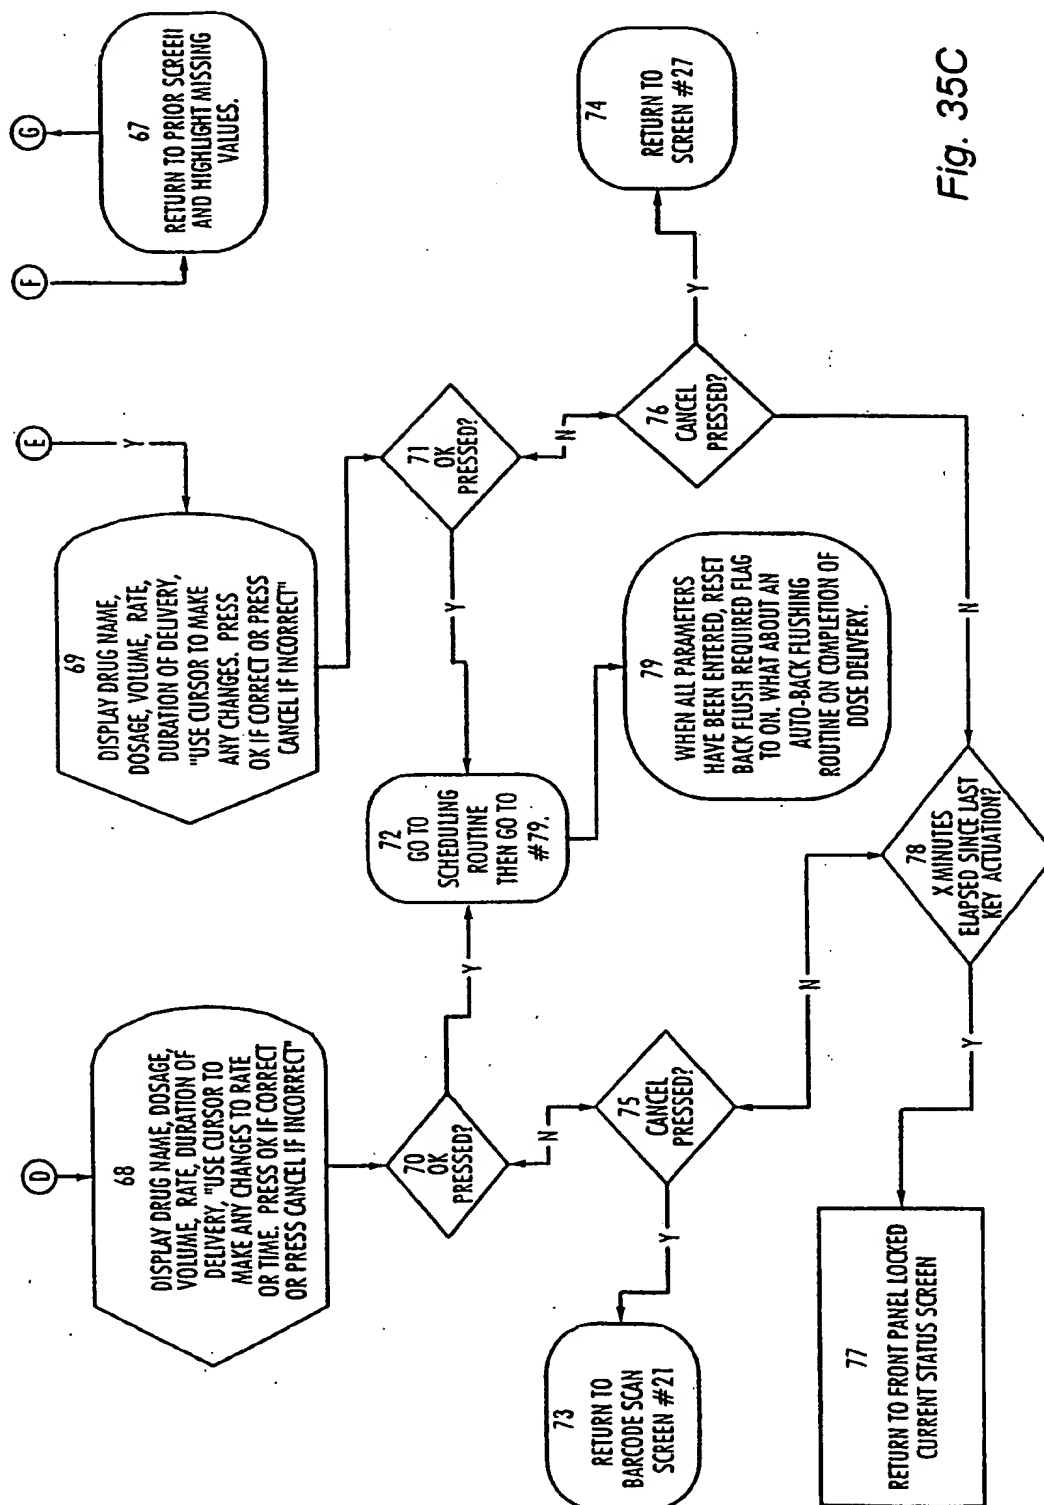 D
68
DISPLAY DRUG NAME, DOSAGE,
VOLUME, RATE, DURATION OF
DELIVERY, "USE CURSOR TO
MAKE ANY CHANGES TO RATE
OR TIME. PRESS OK IF CORRECT
OR PRESS CANCEL IF INCORRECT"
E
Y
69
DISPLAY DRUG NAME,
DOSAGE, VOLUME, RATE,
DURATION OF DELIVERY,
"USE CURSOR TO MAKE
ANY CHANGES. PRESS
OK IF CORRECT OR PRESS
CANCEL IF INCORRECT"
F
G
67
RETURN TO PRIOR SCREEN
AND HIGHLIGHT MISSING
VALUES.
70
OK
PRESSED?
Y
N
72
GO TO
SCHEDULING
ROUTINE
THEN GO TO
#79.
Y
71
OK
PRESSED?
N
74
RETURN TO
SCREEN #27
73
RETURN TO
BARCODE SCAN
SCREEN #21
Y
75
CANCEL
PRESSED?
N
79
WHEN ALL PARAMETERS
HAVE BEEN ENTERED, RESET
BACK FLUSH REQUIRED FLAG
TO ON. WHAT ABOUT AN
AUTO-BACK FLUSHING
ROUTINE ON COMPLETION OF
DOSE DELIVERY.
76
CANCEL
PRESSED?
Y
N
77
RETURN TO FRONT PANEL LOCKED
CURRENT STATUS SCREEN
Y
78
X MINUTES
ELAPSED SINCE LAST
KEY ACTUATION?
Fig. 35C